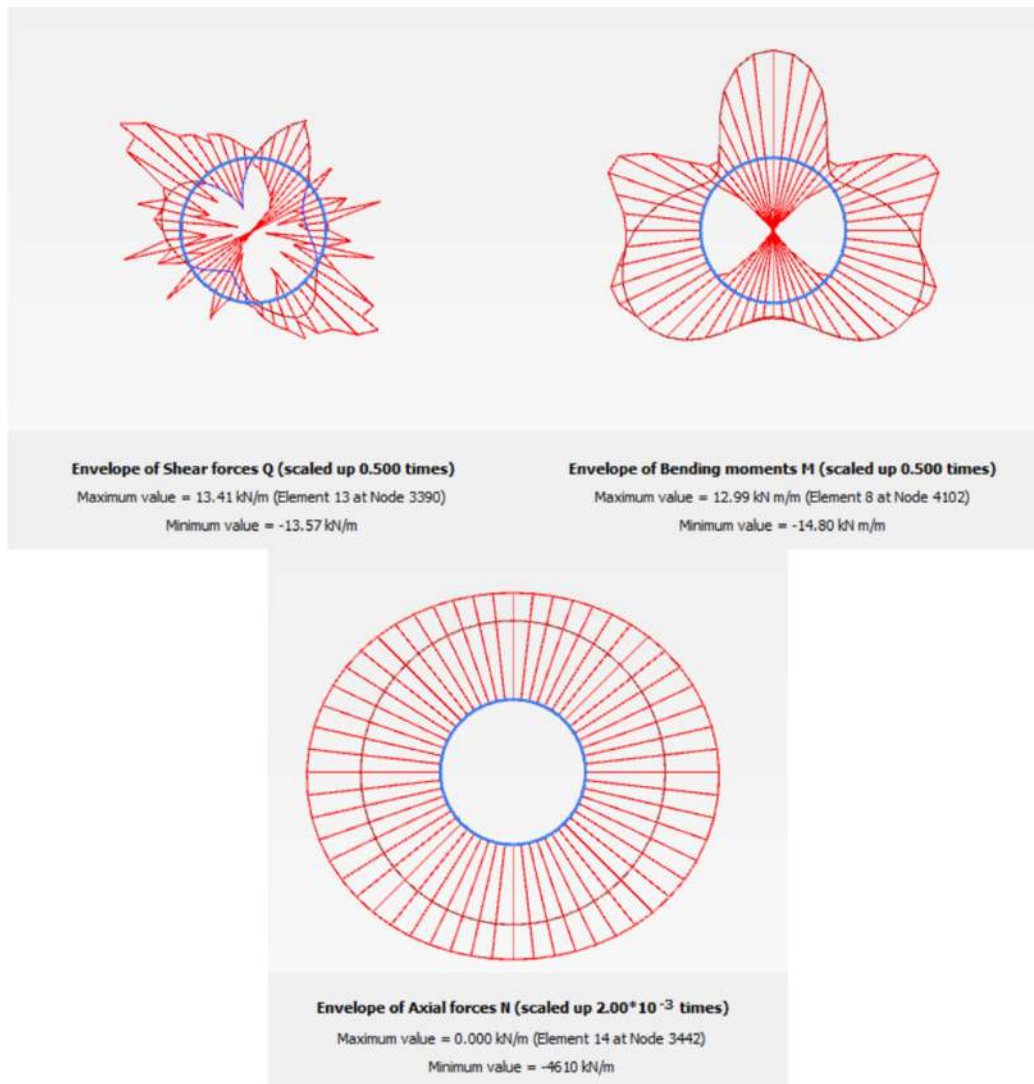 Envelope of Shear forces Q (scaled up 0.500 times)
Maximum value = 13.41 kN/m (Element 13 at Node 3390)
Minimum value = -13.57 kN/m
Envelope of Bending moments M (scaled up 0.500 times)
Maximum value = 12.99 kN m/m (Element 8 at Node 4102)
Minimum value = -14.80 kN m/m
Envelope of Axial forces N (scaled up 2.00*10⁻³ times)
Maximum value = 0.000 kN/m (Element 14 at Node 3442)
Minimum value = -4610 kN/m